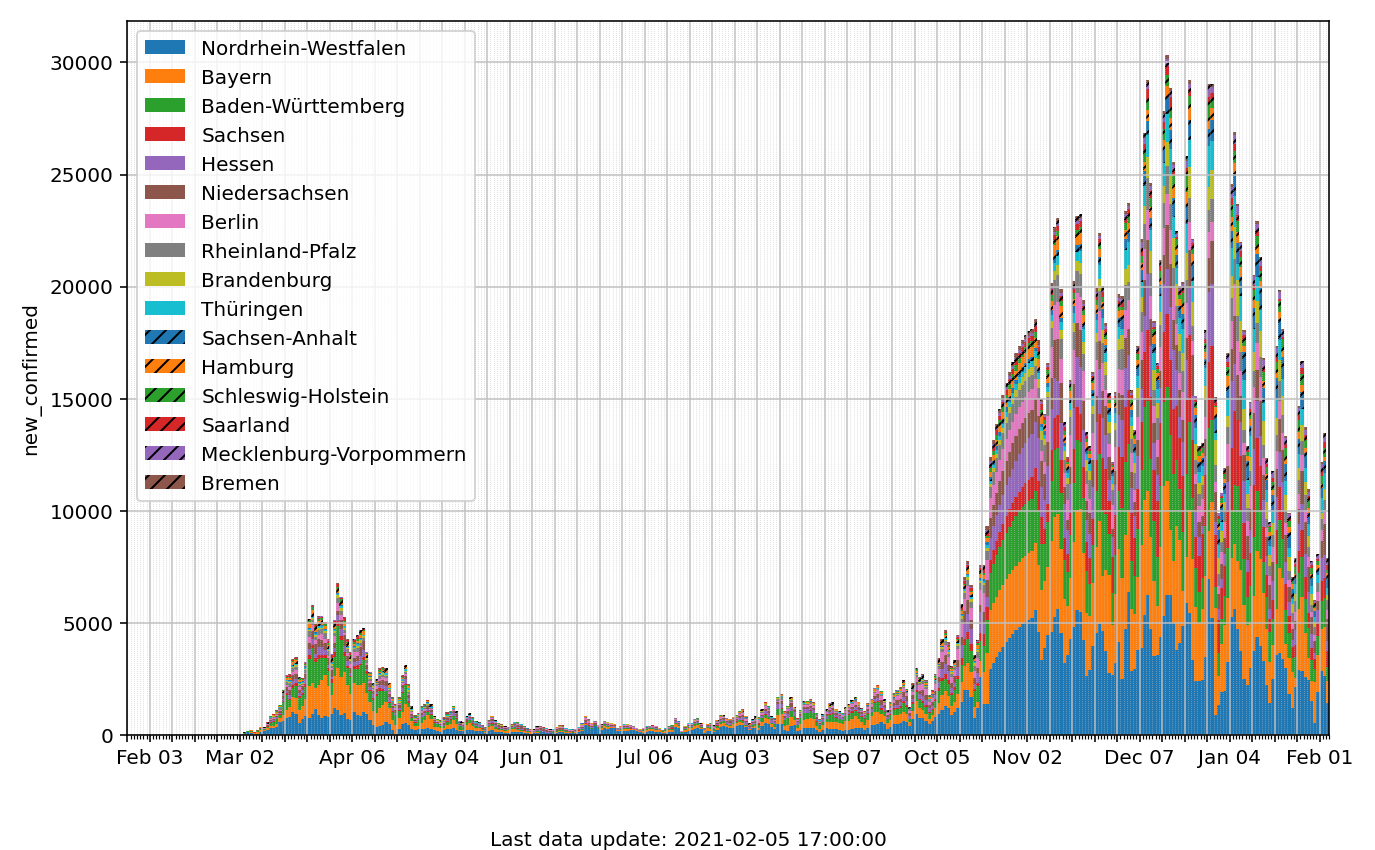 30000
25000
20000
15000
10000
5000
0
new_confirmed
Nordrhein-Westfalen
Bayern
Baden-Württemberg
Sachsen
Hessen
Niedersachsen
Berlin
Rheinland-Pfalz
Brandenburg
Thüringen
Sachsen-Anhalt
Hamburg
Schleswig-Holstein
Saarland
Mecklenburg-Vorpommern
Bremen
Feb 03 Mar 02 Apr 06 May 04 Jun 01 Jul 06 Aug 03 Sep 07 Oct 05 Nov 02 Dec 07 Jan 04 Feb 01
Last data update: 2021-02-05 17:00:00